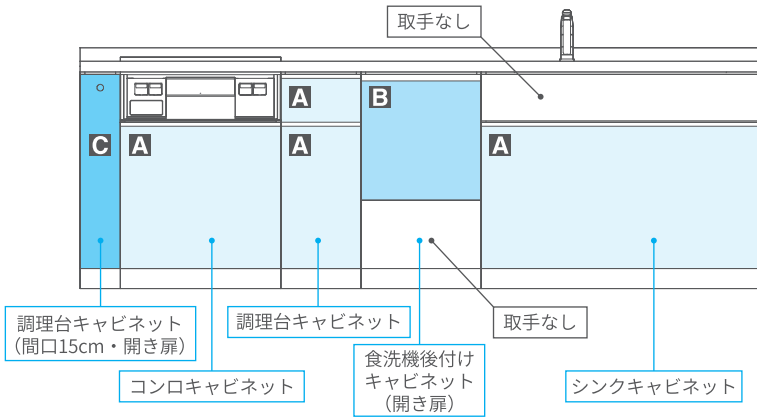 取手なし
A
B
C
A
A
A
調理台キャビネット
（間口15cm・開き扉）
調理台キャビネット
取手なし
コンロキャビネット
食洗機後付け
キャビネット
（開き扉）
シンクキャビネット